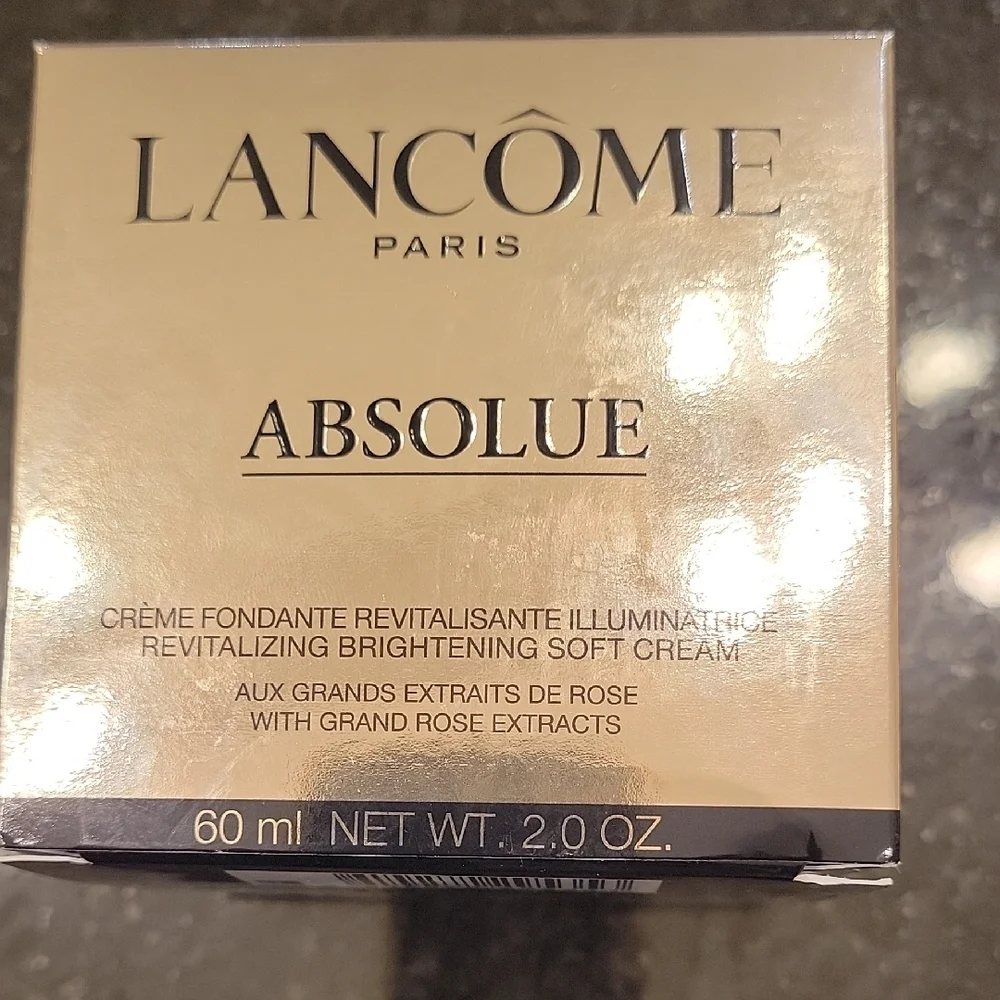 LANCÔME
PARIS
ABSOLUE
CRÈME FONDANTE REVITALISANTE ILLUMINATRICE
REVITALIZING BRIGHTENING SOFT CREAM
AUX GRANDS EXTRAITS DE ROSE
WITH GRAND ROSE EXTRACTS
60 ml NET WT. 2.0 OZ.